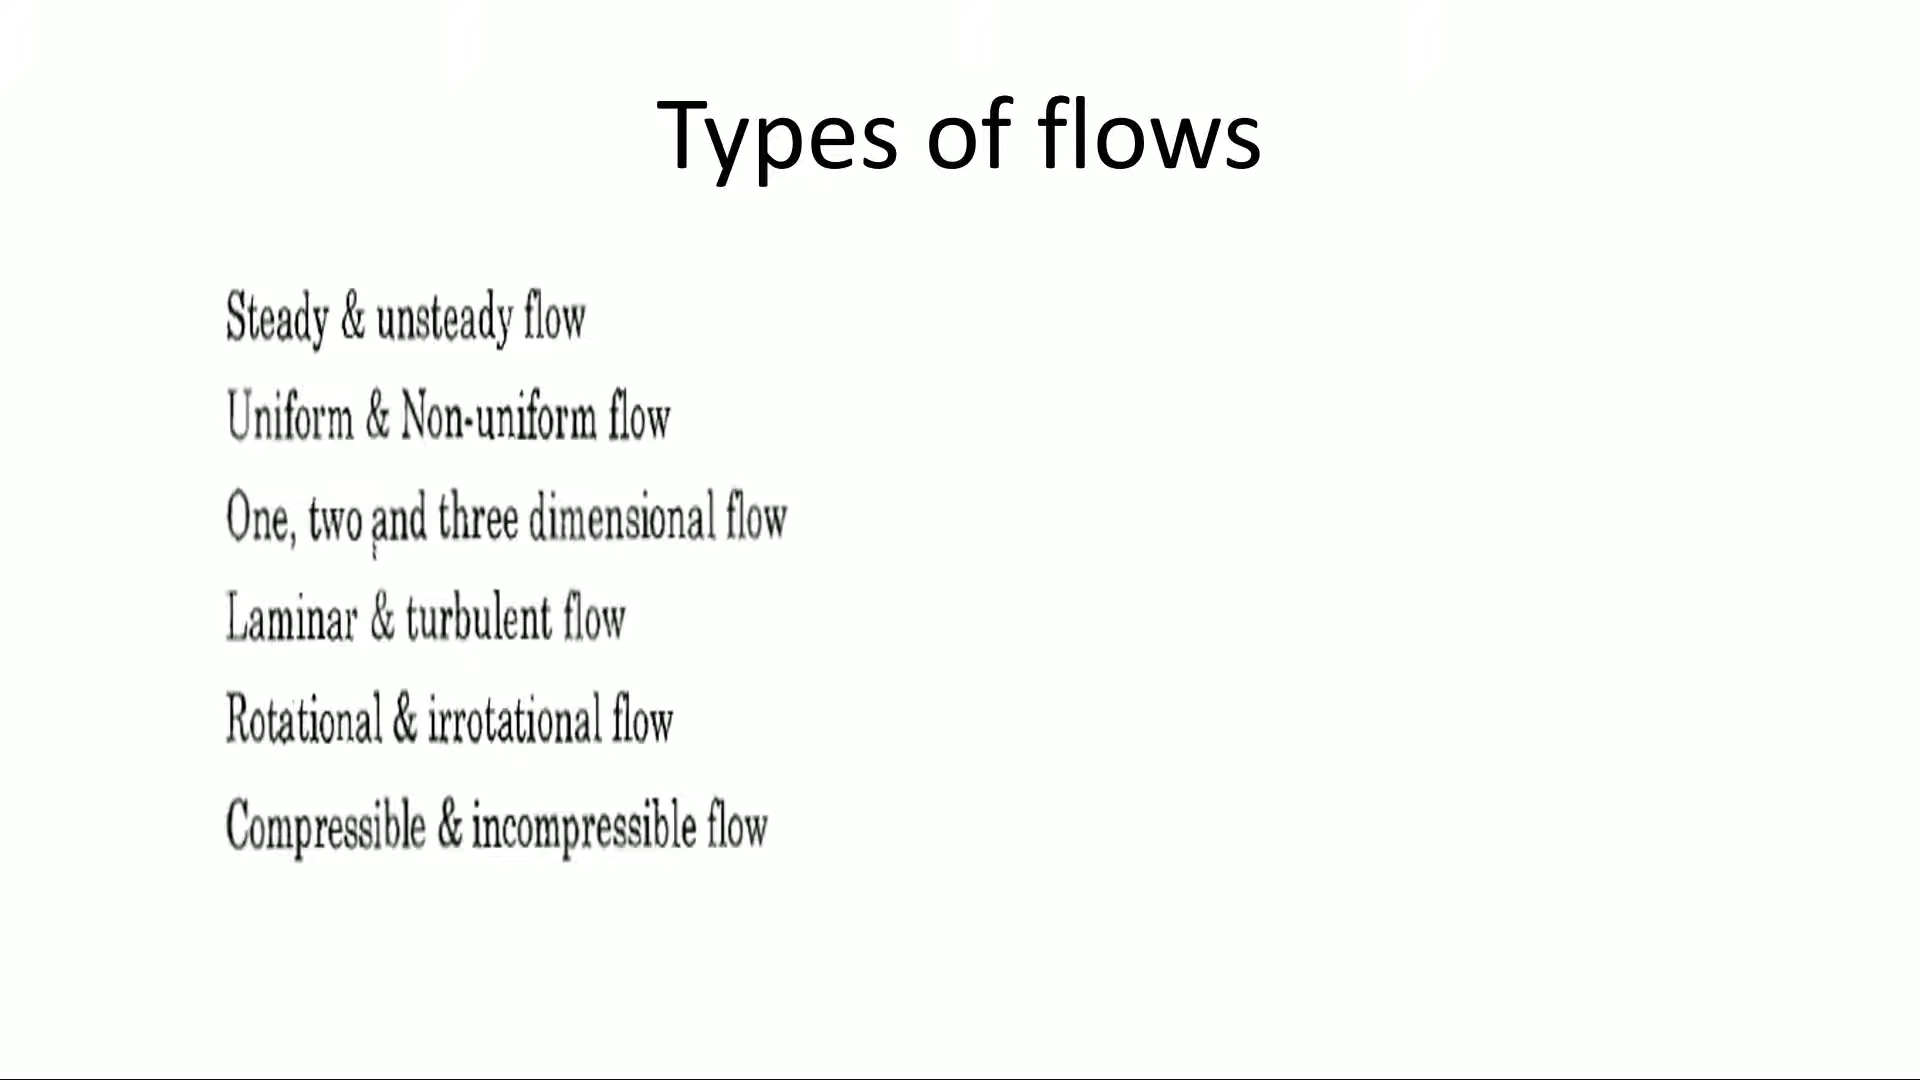 Types of flows
Steady & unsteady flow
Uniform & Non-uniform flow
One, two and three dimensional flow
Laminar & turbulent flow
Rotational & irrotational flow
Compressible & incompressible flow